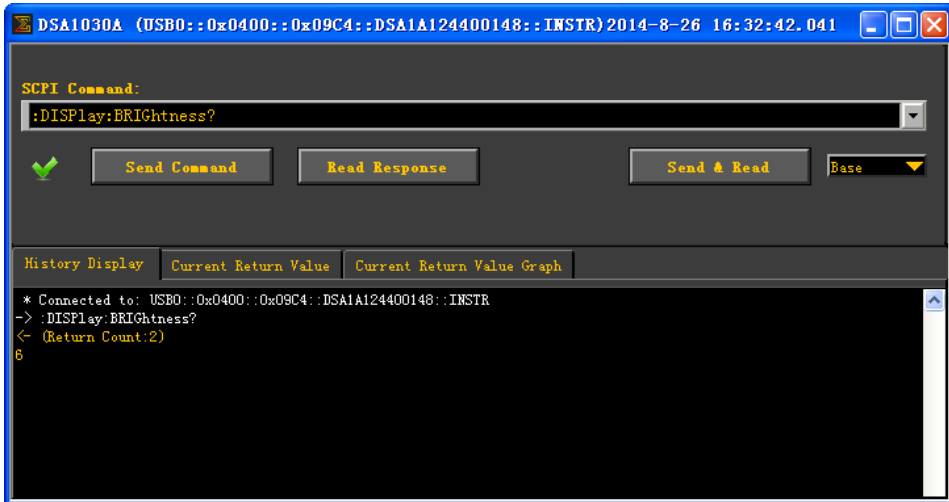 DSA1030A (USB0::0x0400::0x09C4::DSA1A124400148::INSTR)2014-8-26 16:32:42.041
SCPI Command:
:DISPlay:BRIGhtness?
Send Command Read Response Send & Read Base
History Display Current Return Value Current Return Value Graph
* Connected to: USB0::0x0400::0x09C4::DSA1A124400148::INSTR
-> :DISPlay:BRIGhtness?
<- (Return Count:2)
6